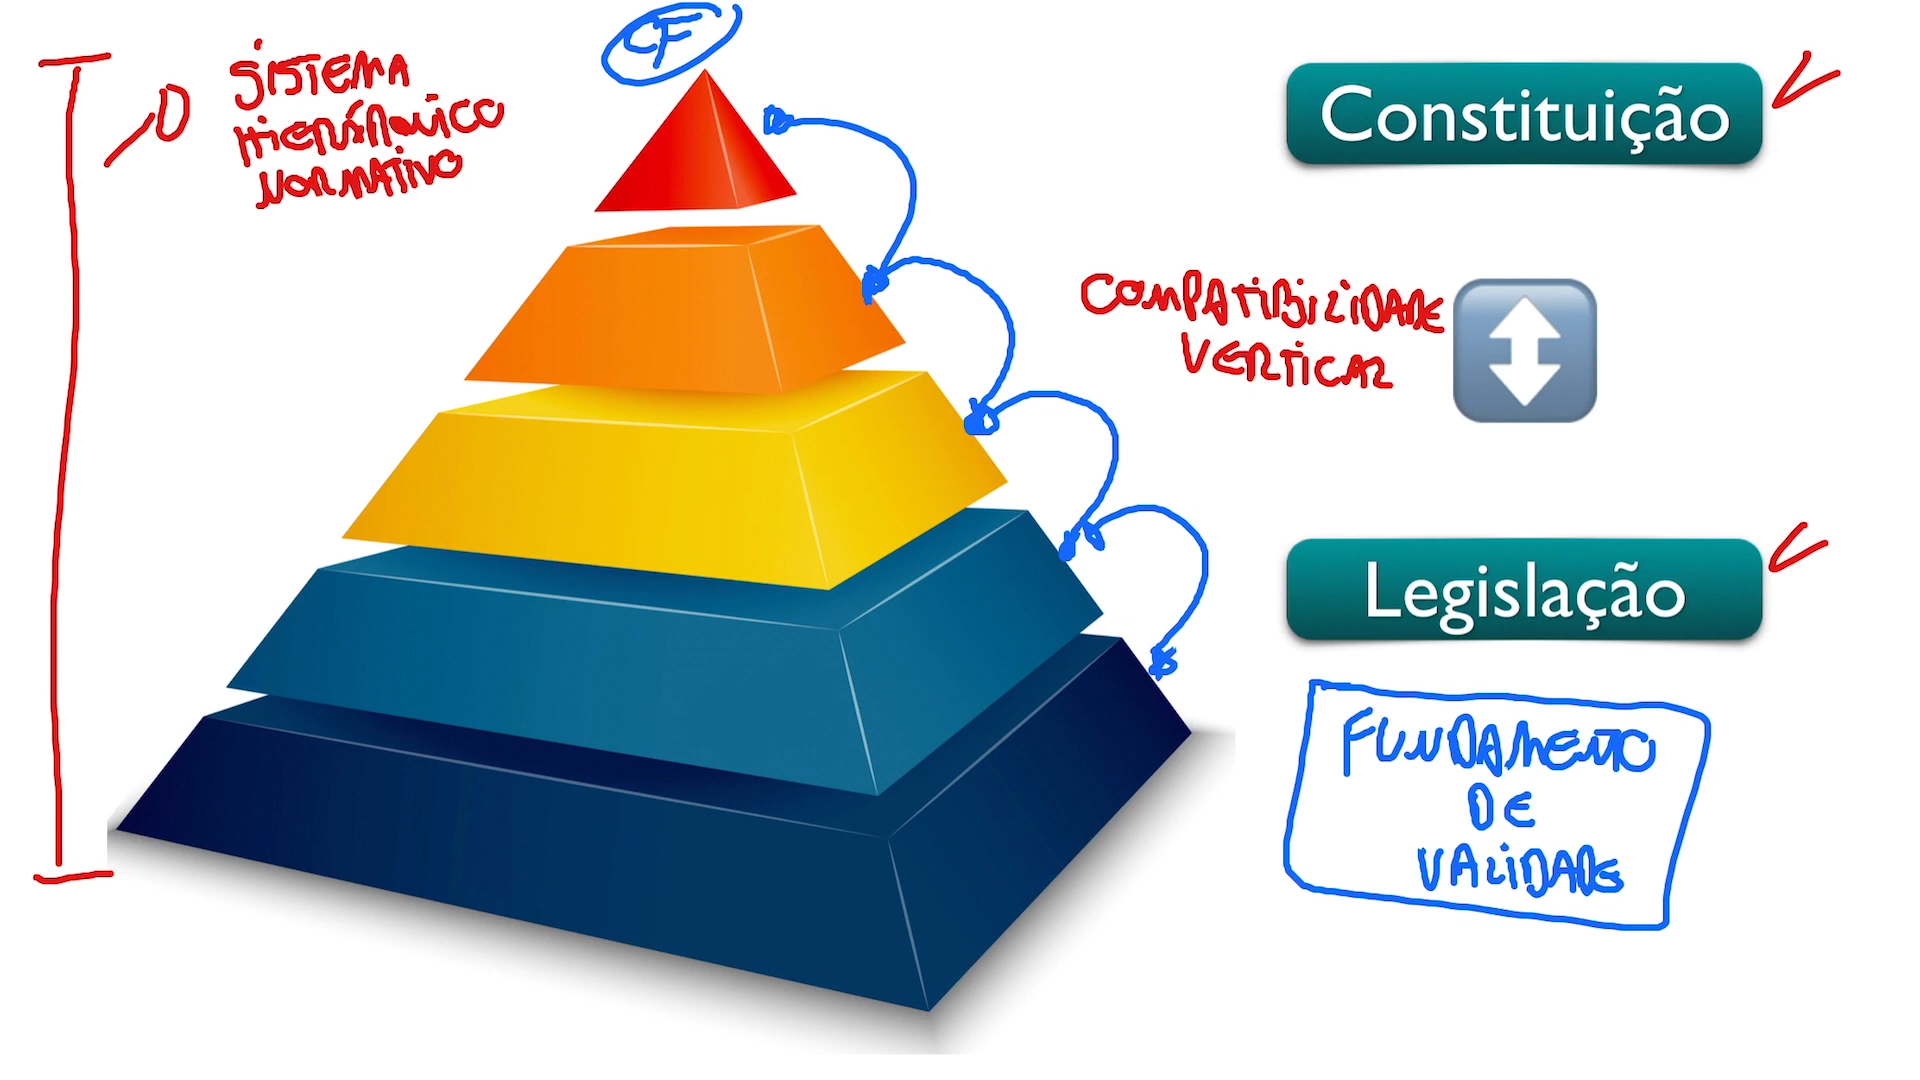 CF
SISTEMA
HIERÁRQUICO
NORMATIVO
Constituição
COMPATIBILIDADE
VERTICAL
Legislação
FUNDAMENTO
DE
VALIDADE